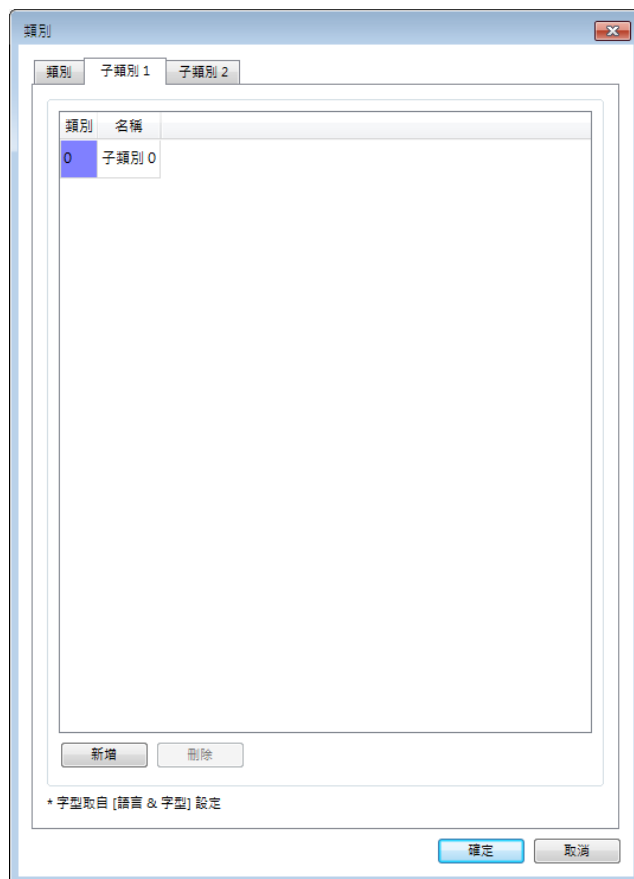 類別
類別 子類別 1 子類別 2
類別 名稱
0 子類別 0
新增 刪除
* 字型取自 [語言 & 字型] 設定
確定 取消